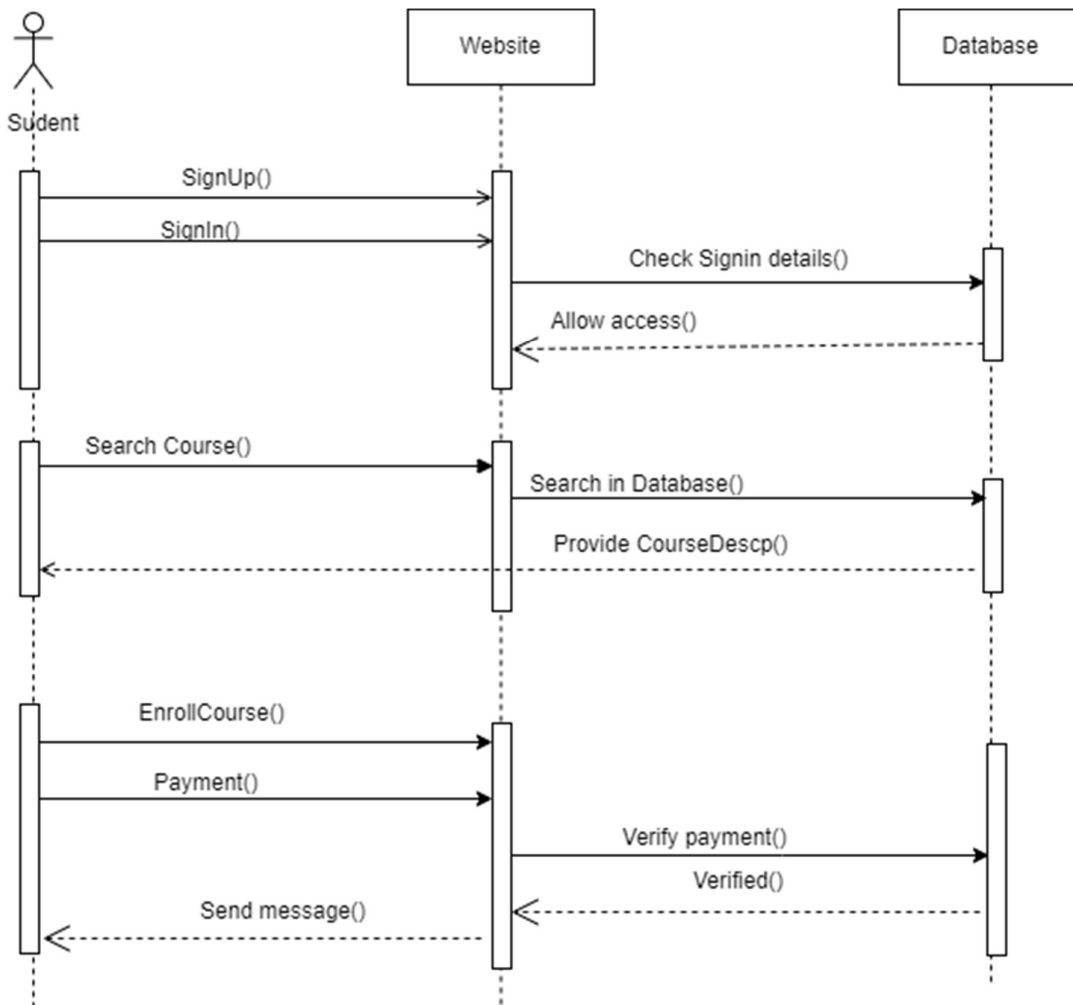 Website
Database
Sudent
SignUp()
SignIn()
Check Signin details()
Allow access()
Search Course()
Search in Database()
Provide CourseDescp()
EnrollCourse()
Payment()
Verify payment()
Verified()
Send message()